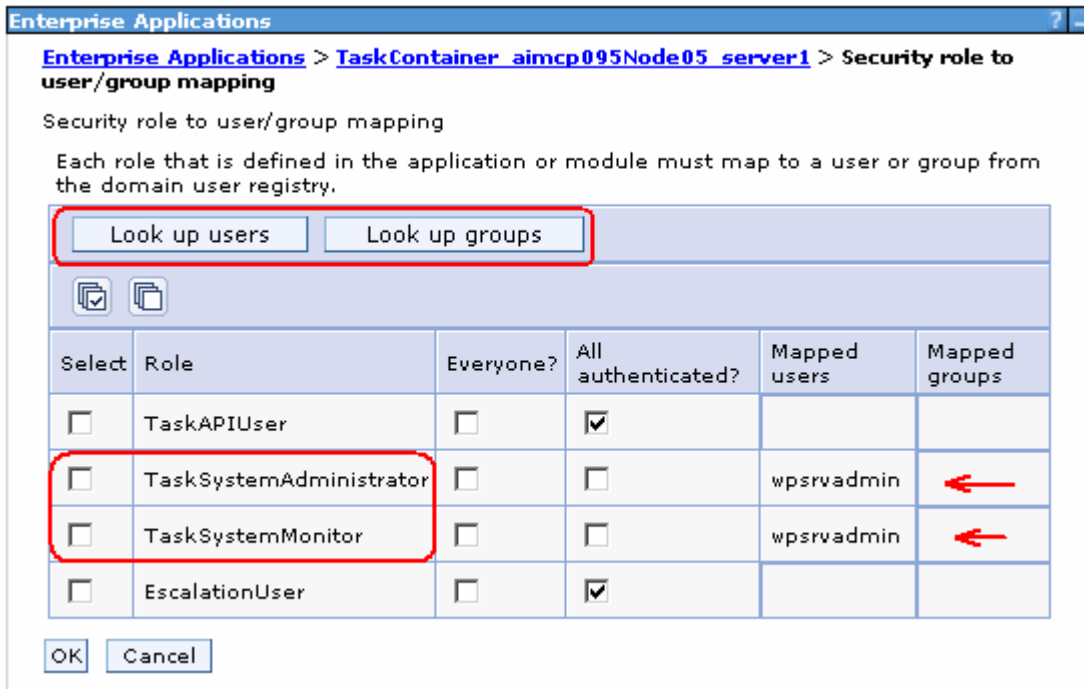 Enterprise Applications ? -
Enterprise Applications > TaskContainer_aimcp095Node05_server1 > Security role to
user/group mapping
Security role to user/group mapping
Each role that is defined in the application or module must map to a user or group from
the domain user registry.
Look up users Look up groups
Select Role Everyone? All authenticated? Mapped users Mapped groups
TaskAPIUser
TaskSystemAdministrator wpsrvadmin
TaskSystemMonitor wpsrvadmin
EscalationUser
OK Cancel